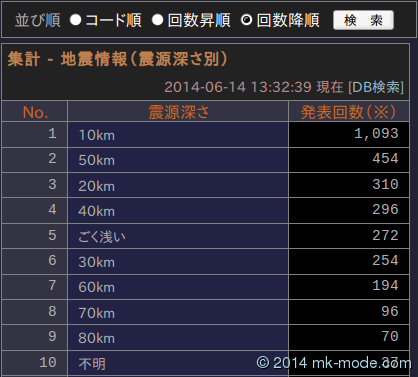 並び順 コード順 回数昇順 回数降順 検 索
集計 - 地震情報（震源深さ別）
2014-06-14 13:32:39 現在 [DB検索]
No. 震源深さ 発表回数（※）
1 10km 1,093
2 50km 454
3 20km 310
4 40km 296
5 ごく浅い 272
6 30km 254
7 60km 194
8 70km 96
9 80km 70
10 不明 37
© 2014 mk-mode.com